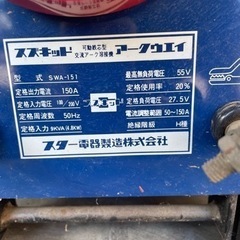 スズキッド 可動鉄芯型 交流アーク溶接機 アークウエイ
型式 SWA-151
最高無負荷電圧 55V
定格出力電流 150A
定格使用率 20%
定格入力電圧 100/200V
定格負荷電圧 27.5V
定格周波数 50Hz
電流調整範囲 50～150A
定格入力 9KVA(4.8KW)
絶縁階級 H種
スター電器製造株式会社